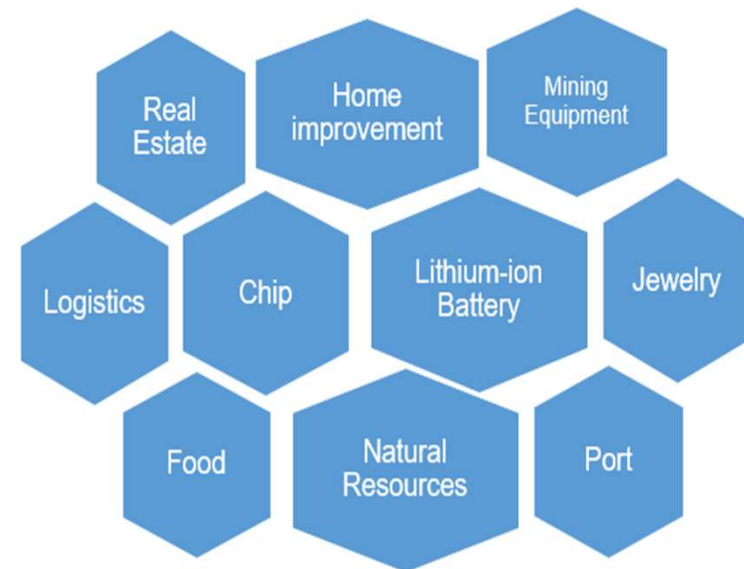 Real
Estate
Home
improvement
Mining
Equipment
Logistics
Chip
Lithium-ion
Battery
Jewelry
Food
Natural
Resources
Port